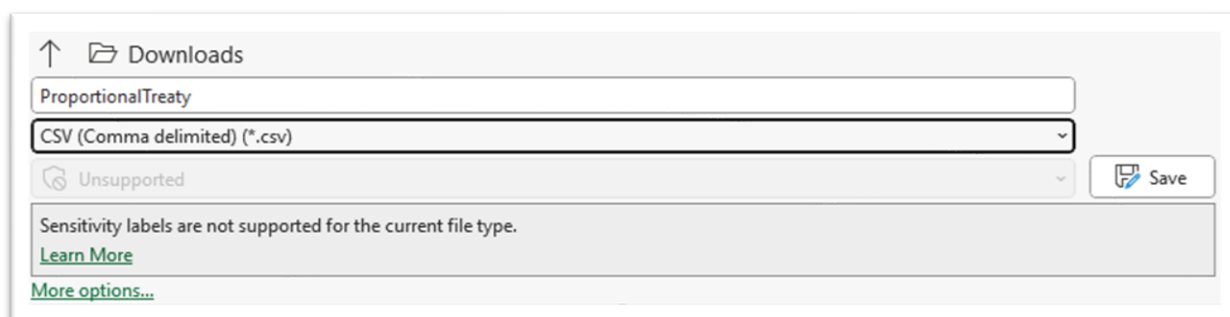 Downloads
ProportionalTreaty
CSV (Comma delimited) (*.csv)
Unsupported
Save
Sensitivity labels are not supported for the current file type.
Learn More
More options...